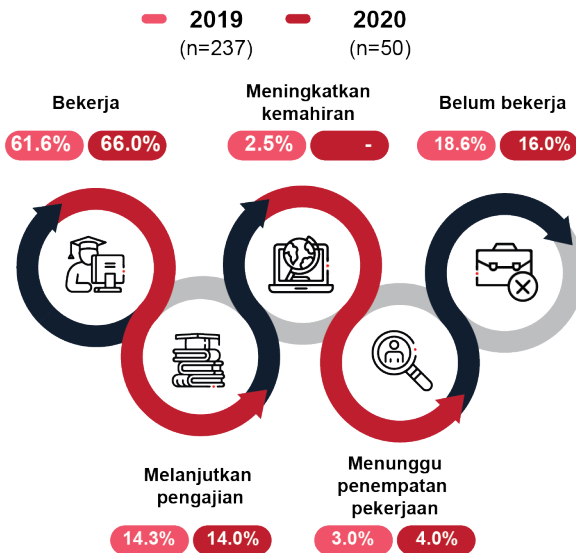 2019 2020
(n=237) (n=50)
Bekerja
61.6% 66.0%
Meningkatkan
kemahiran
2.5% -
Belum bekerja
18.6% 16.0%
Melanjutkan
pengajian
14.3% 14.0%
Menunggu
penempatan
pekerjaan
3.0% 4.0%